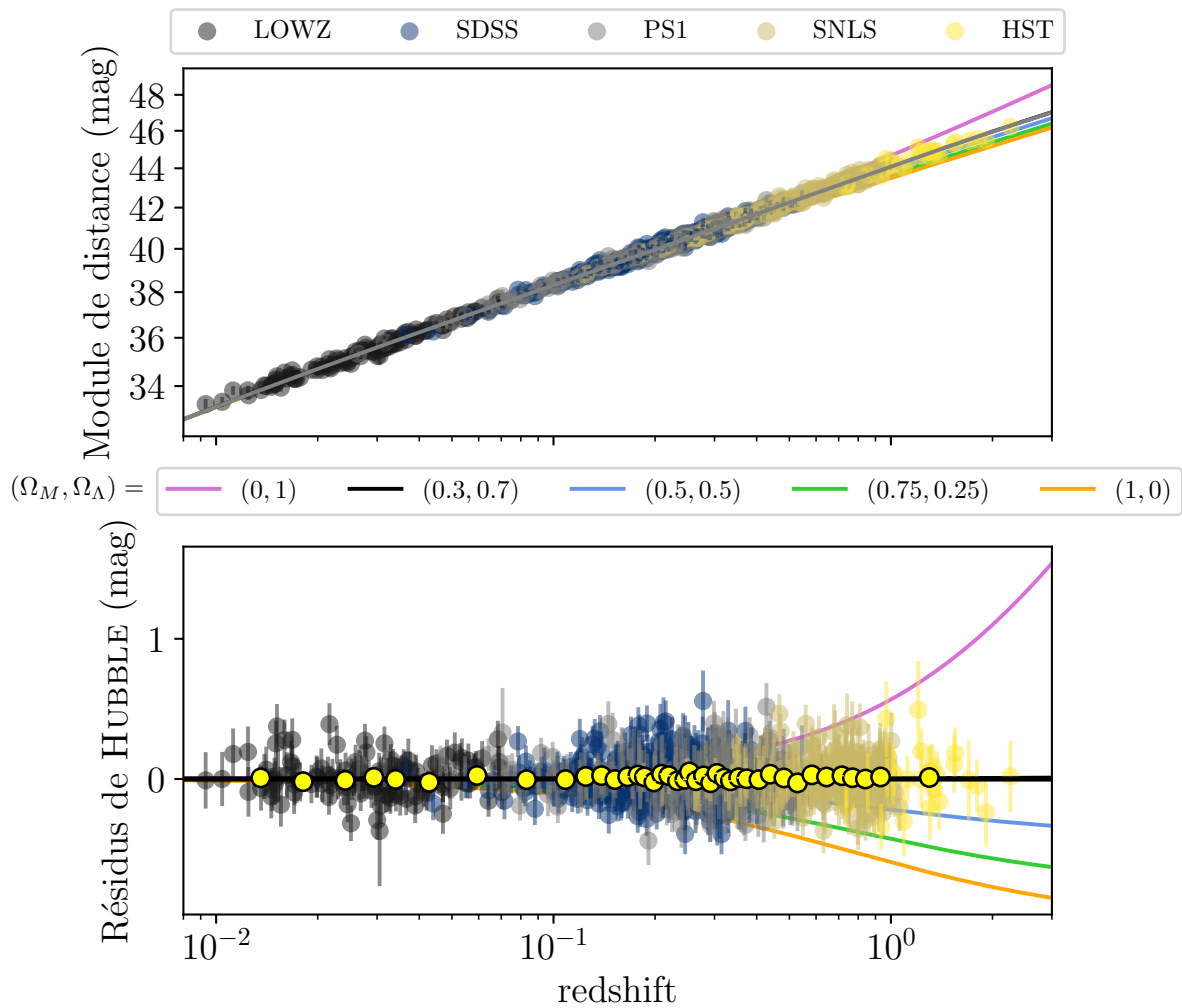 LOWZ SDSS PS1 SNLS HST
Module de distance (mag)
48
46
44
42
40
38
36
34
(Ω_M, Ω_Λ) = (0, 1) (0.3, 0.7) (0.5, 0.5) (0.75, 0.25) (1, 0)
Résidus de HUBBLE (mag)
1
0
10⁻² 10⁻¹ 10⁰
redshift